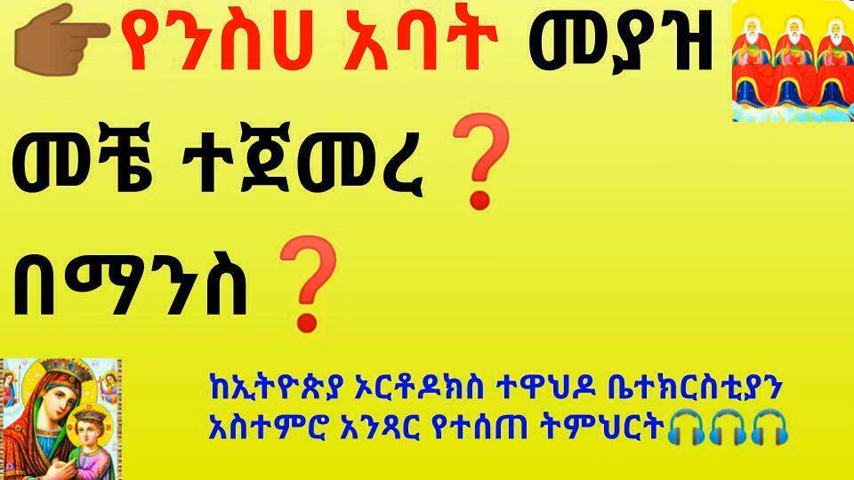 የንስሀ አባት መያዝ
መቼ ተጀመረ❓
በማንስ❓
ከኢትዮጵያ ኦርቶዶክስ ተዋህዶ ቤተክርስቲያን
አስተምሮ አንጻር የተሰጠ ትምህርት🎧🎧🎧